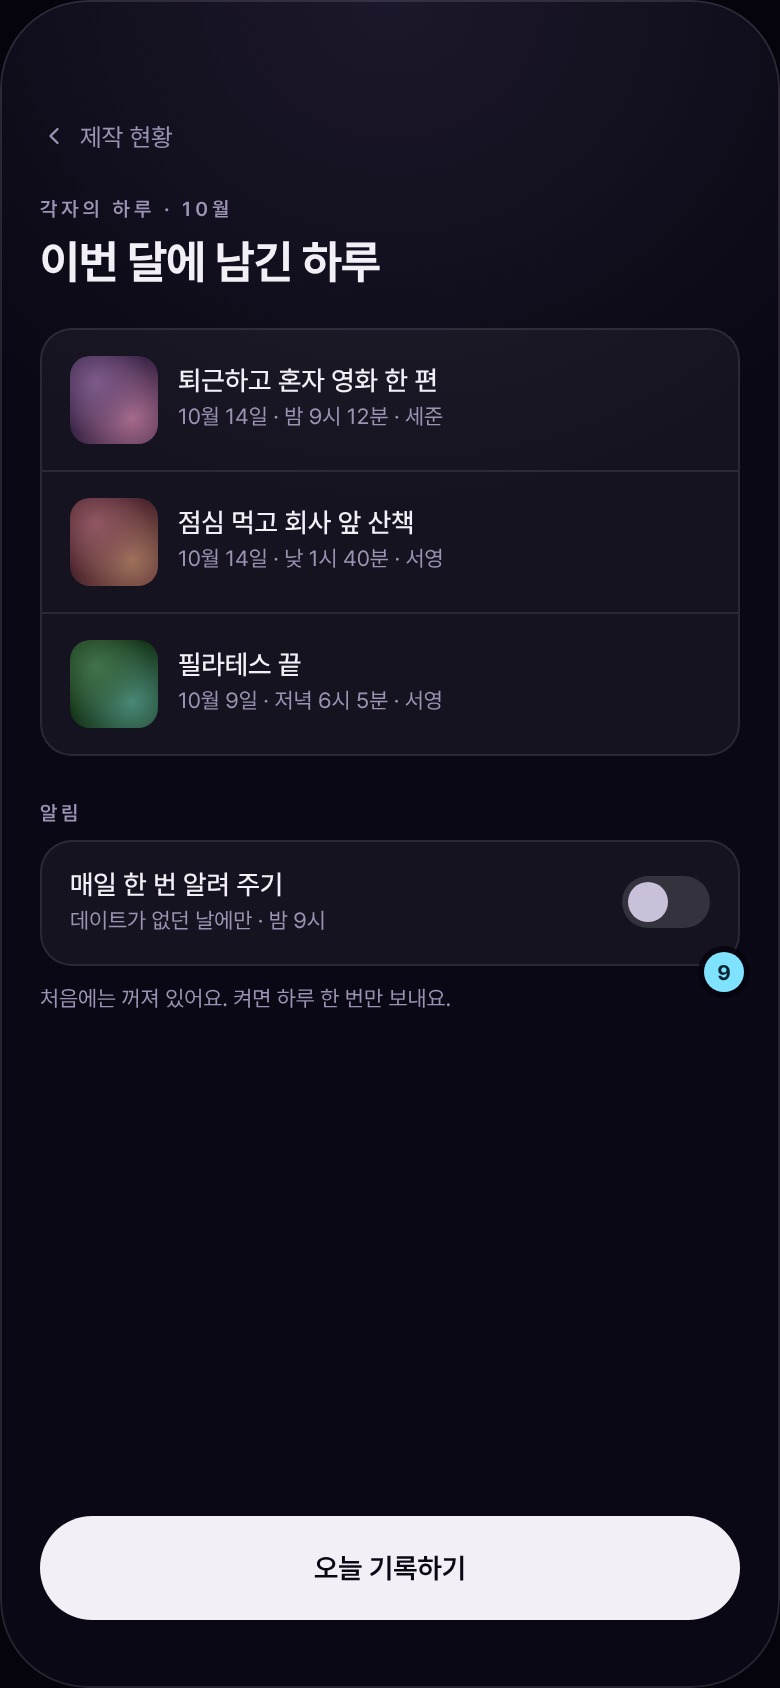 제작 현황
각자의 하루 · 10월
이번 달에 남긴 하루
퇴근하고 혼자 영화 한 편
10월 14일 · 밤 9시 12분 · 세준
점심 먹고 회사 앞 산책
10월 14일 · 낮 1시 40분 · 서영
필라테스 끝
10월 9일 · 저녁 6시 5분 · 서영
알림
매일 한 번 알려 주기
데이트가 없던 날에만 · 밤 9시
9
처음에는 꺼져 있어요. 켜면 하루 한 번만 보내요.
오늘 기록하기